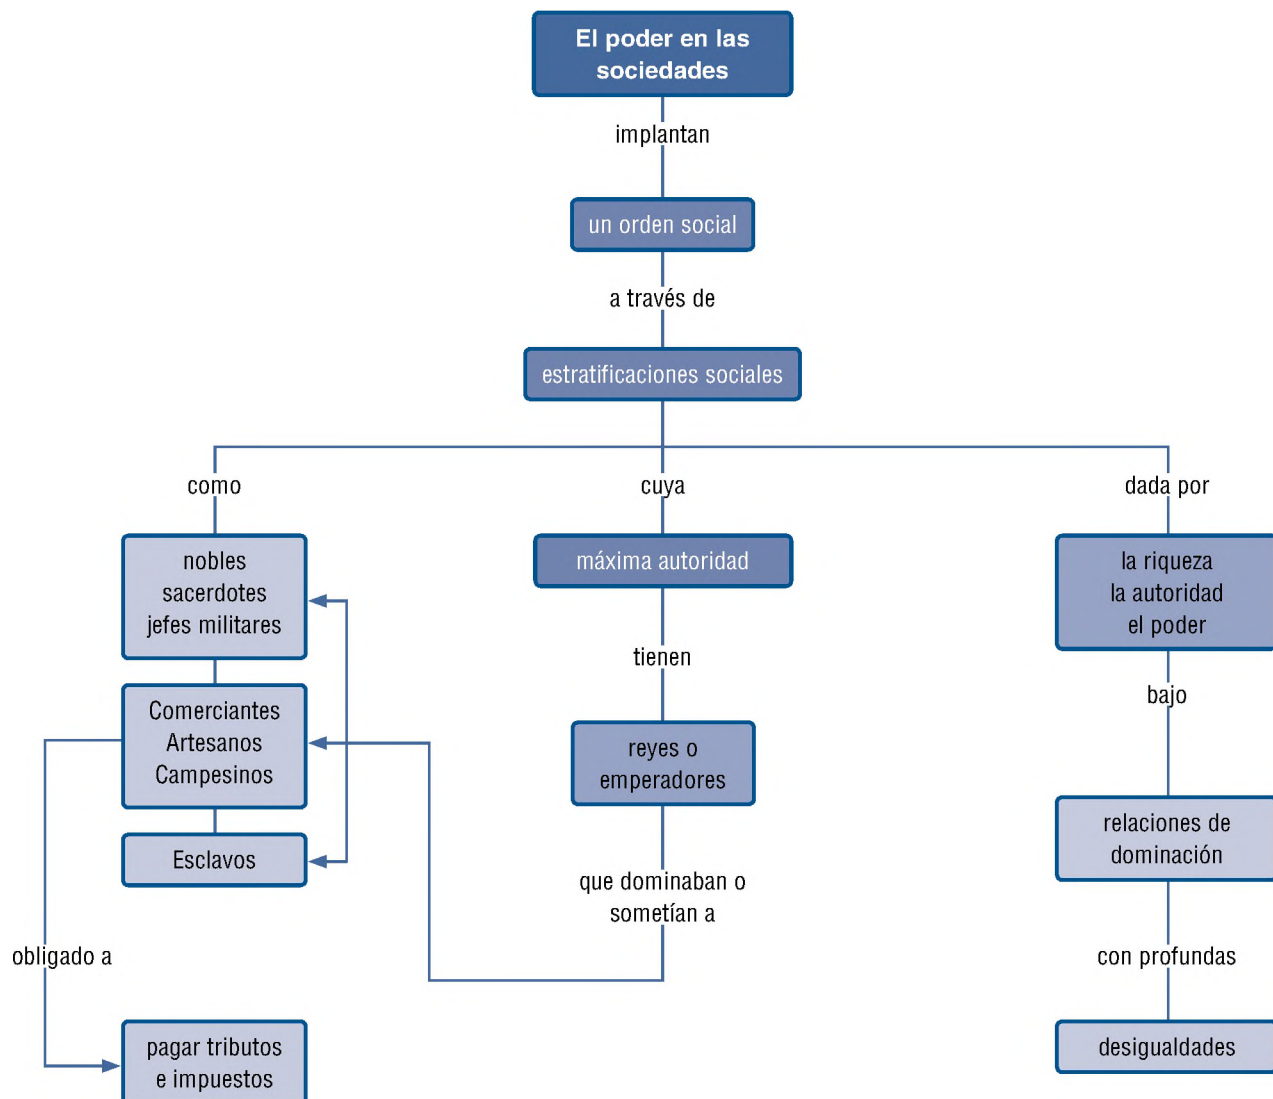 El poder en las
sociedades
implantan
un orden social
a través de
estratificaciones sociales
como
cuya
dada por
nobles
sacerdotes
jefes militares
máxima autoridad
la riqueza
la autoridad
el poder
tienen
bajo
Comerciantes
Artesanos
Campesinos
reyes o
emperadores
relaciones de
dominación
Esclavos
que dominaban o
sometían a
obligado a
con profundas
pagar tributos
e impuestos
desigualdades